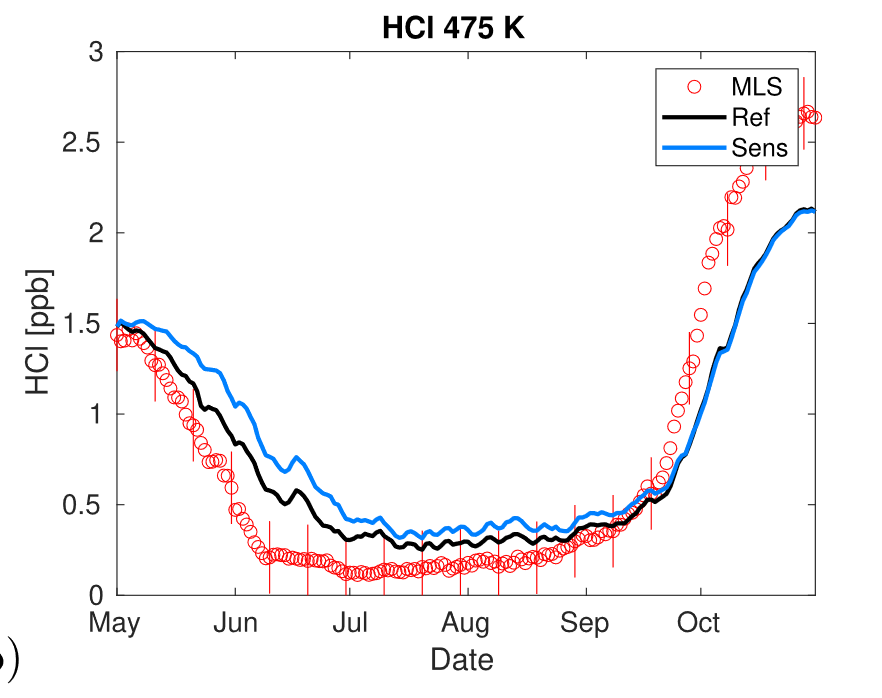 HCl 475 K
3
2.5
2
1.5
1
0.5
0
HCl [ppb]
MLS
Ref
Sens
May Jun Jul Aug Sep Oct
Date
)